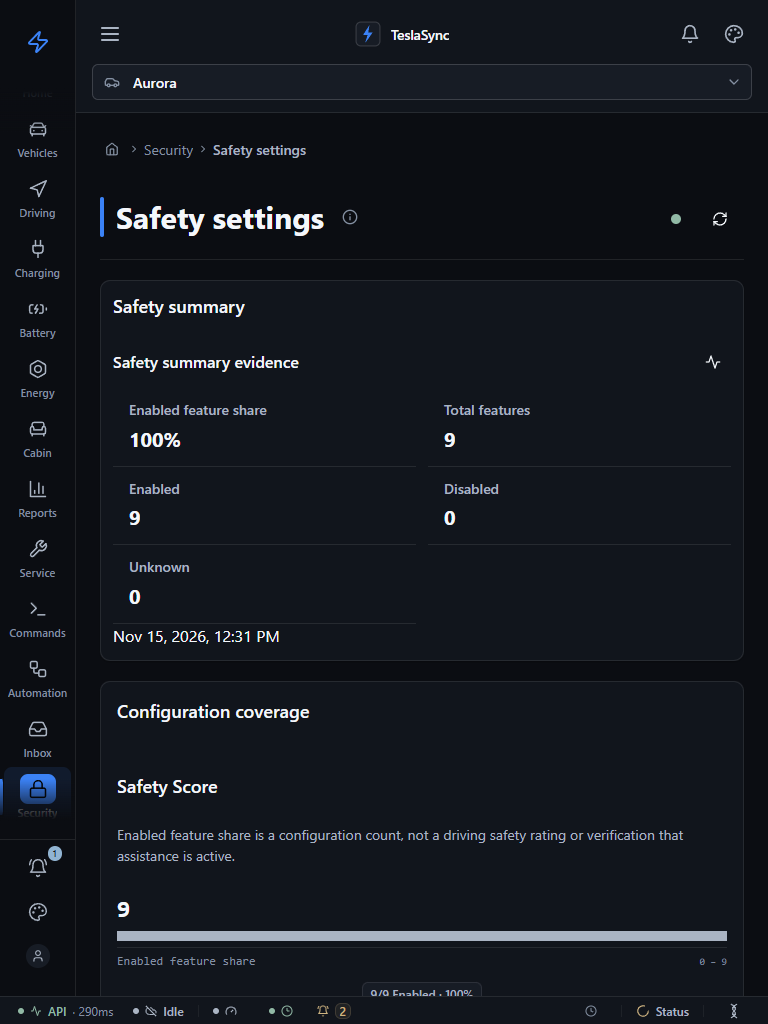 TeslaSync
Aurora
Vehicles
Driving
Charging
Battery
Energy
Cabin
Reports
Service
Commands
Automation
Inbox
Security
1
Security
Safety settings
Safety settings
Safety summary
Safety summary evidence
Enabled feature share
100%
Total features
9
Enabled
9
Disabled
0
Unknown
0
Nov 15, 2026, 12:31 PM
Configuration coverage
Safety Score
Enabled feature share is a configuration count, not a driving safety rating or verification that
assistance is active.
9
Enabled feature share
0 – 9
9/9 Enabled · 100%
API · 290ms
Idle
2
Status